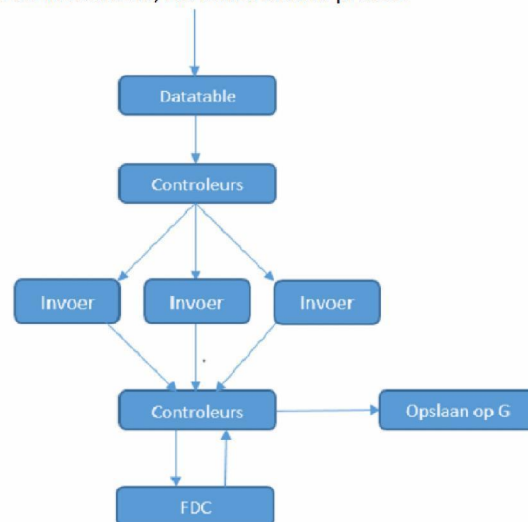 Datatable
Controleurs
Invoer
Invoer
Invoer
Controleurs
Opslaan op G
FDC